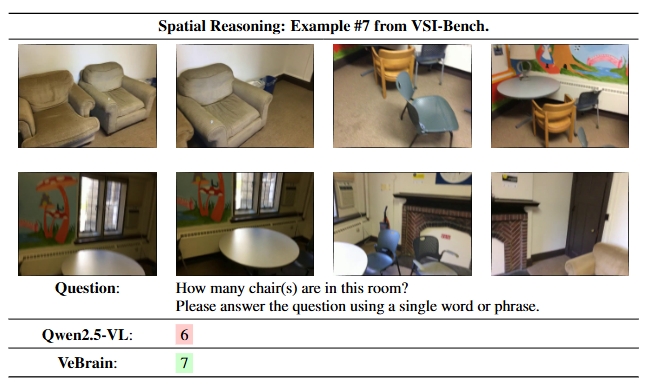 Spatial Reasoning: Example #7 from VSI-Bench.
Question:
How many chair(s) are in this room?
Please answer the question using a single word or phrase.
Qwen2.5-VL: 6
VeBrain: 7